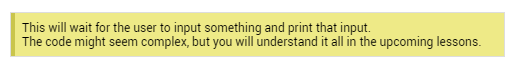 This will wait for the user to input something and print that input.
The code might seem complex, but you will understand it all in the upcoming lessons.